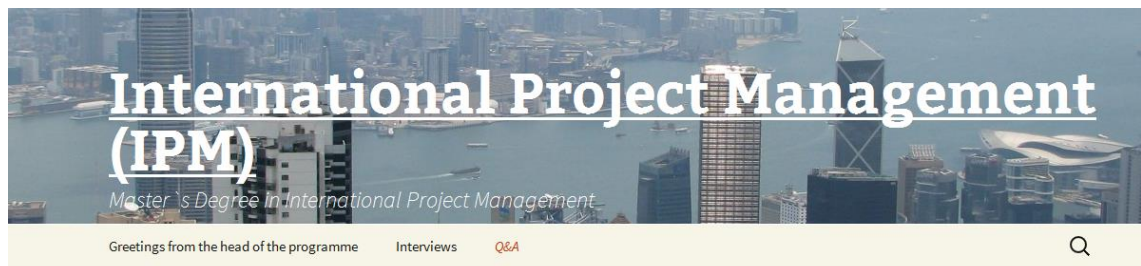 International Project Management
(IPM)
Master`s Degree in International Project Management
Greetings from the head of the programme Interviews Q&A